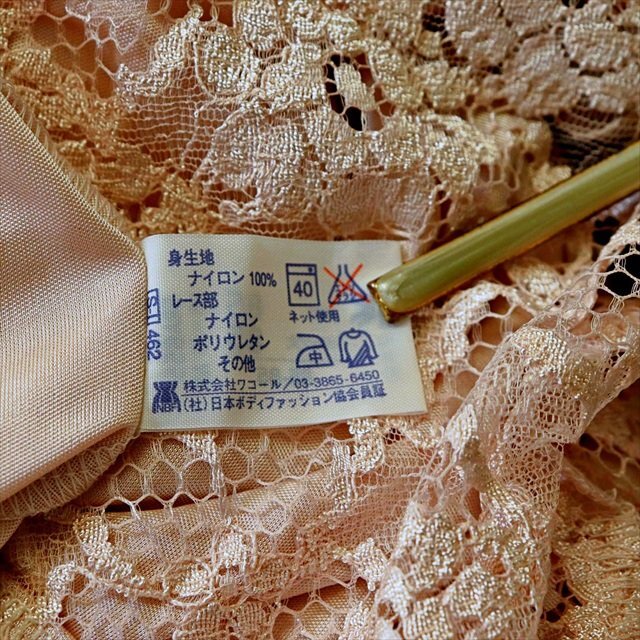 身生地
ナイロン 100%
レース部
ナイロン
ポリウレタン
その他
40
ネット使用
中
462
株式会社ワコール/03-3865-6450
NBF (社)日本ボディファッション協会員証